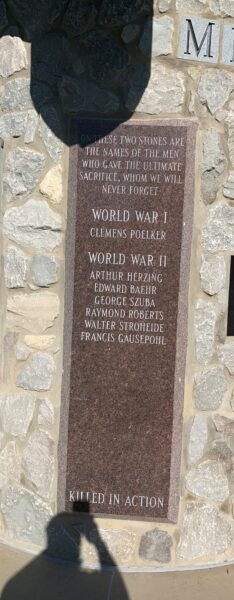 M
ON THESE TWO STONES ARE
THE NAMES OF THE MEN
WHO GAVE THE ULTIMATE
SACRIFICE, WHOM WE WILL
NEVER FORGET
WORLD WAR I
CLEMENS POELKER
WORLD WAR II
ARTHUR HERZING
EDWARD BAEHR
GEORGE SZUBA
RAYMOND ROBERTS
WALTER STROHEIDE
FRANCIS GAUSEPOHL
KILLED IN ACTION